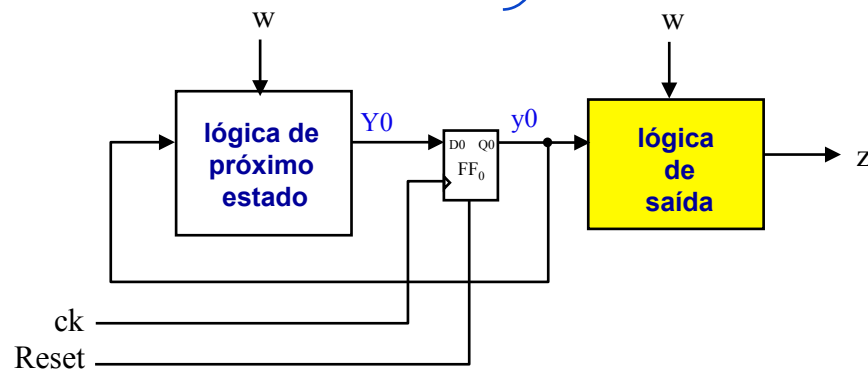 w
w
lógica de
próximo
estado
Y0
D0 Q0
FF0
y0
lógica
de
saída
z
ck
Reset